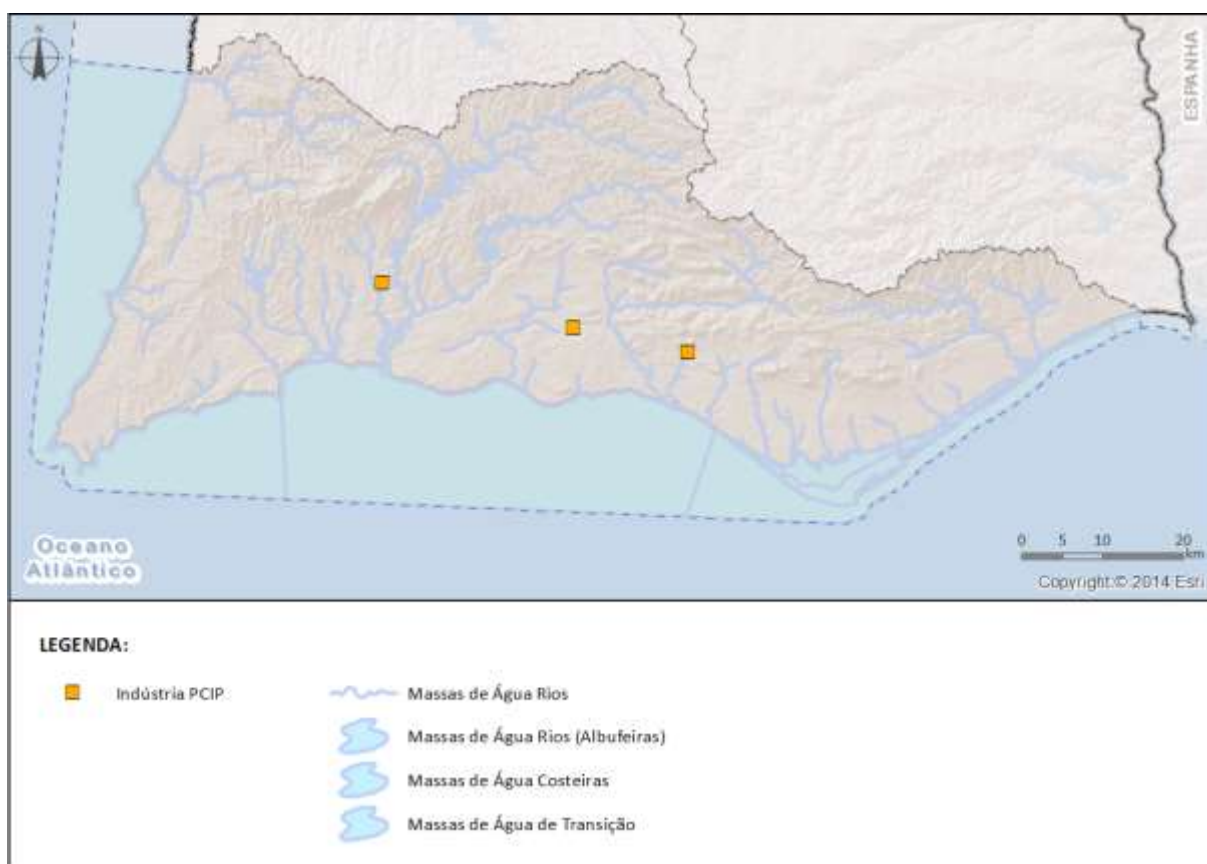 N
ESPANHA
Oceano
Atlântico
0 5 10 20
km
Copyright:© 2014 Esri
LEGENDA:
Indústria PCIP
Massas de Água Rios
Massas de Água Rios (Albufeiras)
Massas de Água Costeiras
Massas de Água de Transição